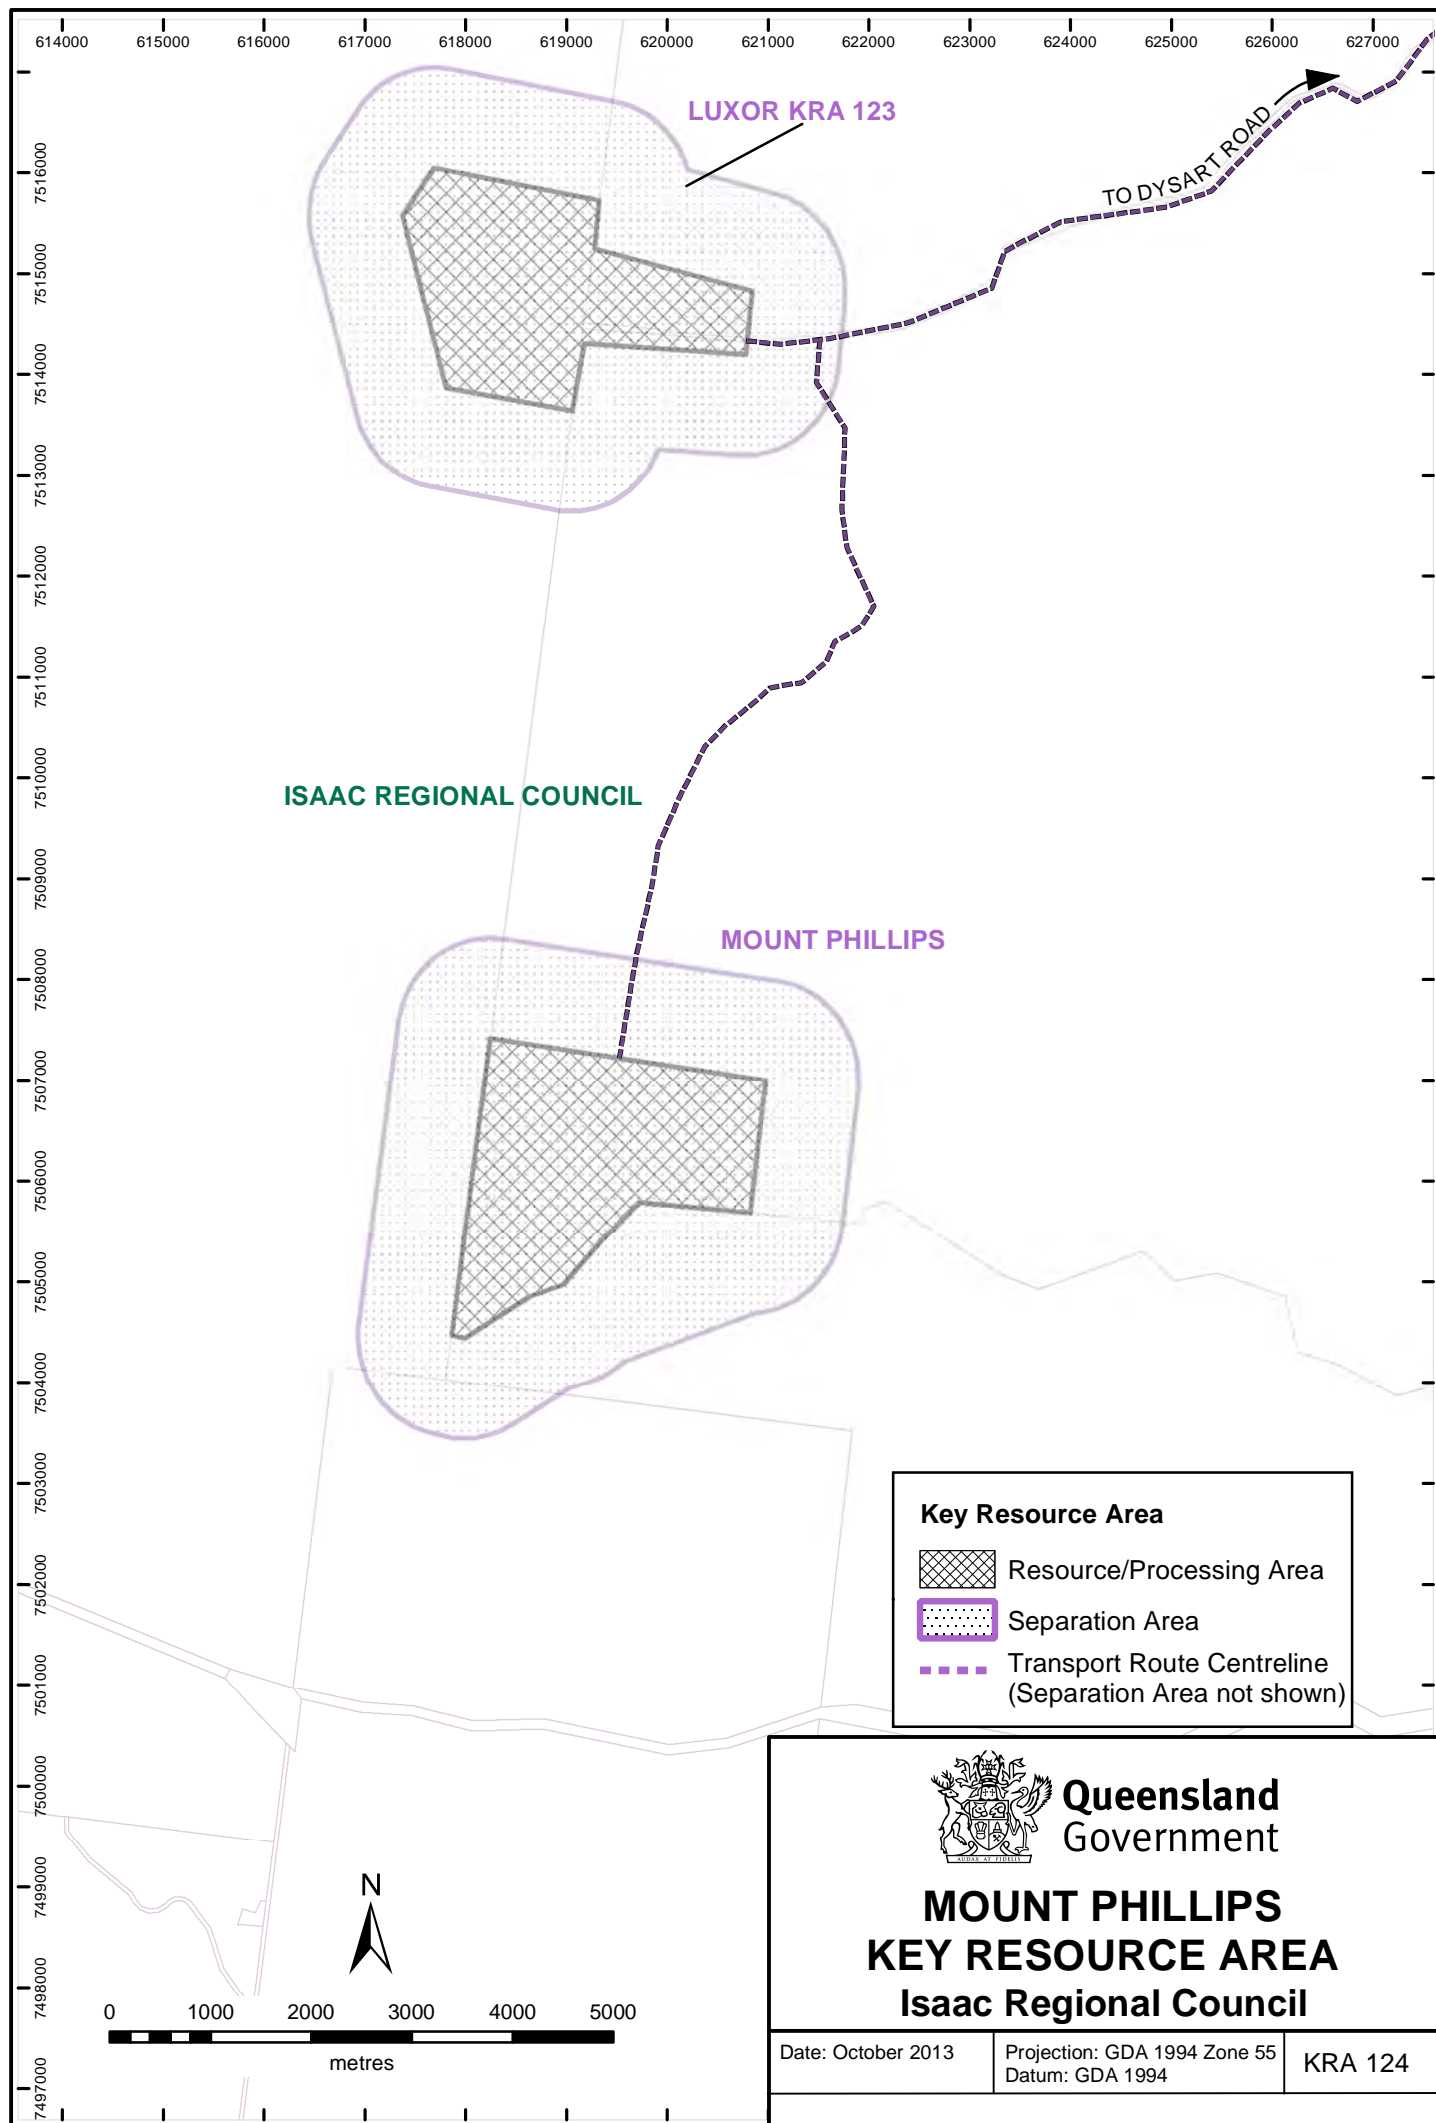 614000 615000 616000 617000 618000 619000 620000 621000 622000 623000 624000 625000 626000 627000
LUXOR KRA 123
TO DYSART ROAD
7516000
7515000
7514000
7513000
7512000
7511000
7510000
ISAAC REGIONAL COUNCIL
7509000
MOUNT PHILLIPS
7508000
7507000
7506000
7505000
7504000
7503000
7502000
7501000
7500000
7499000
7498000
7497000
Key Resource Area
Resource/Processing Area
Separation Area
Transport Route Centreline
(Separation Area not shown)
AUDAX AT FIDELIS
Queensland
Government
MOUNT PHILLIPS
KEY RESOURCE AREA
Isaac Regional Council
N
0 1000 2000 3000 4000 5000
metres
Date: October 2013
Projection: GDA 1994 Zone 55
Datum: GDA 1994
KRA 124